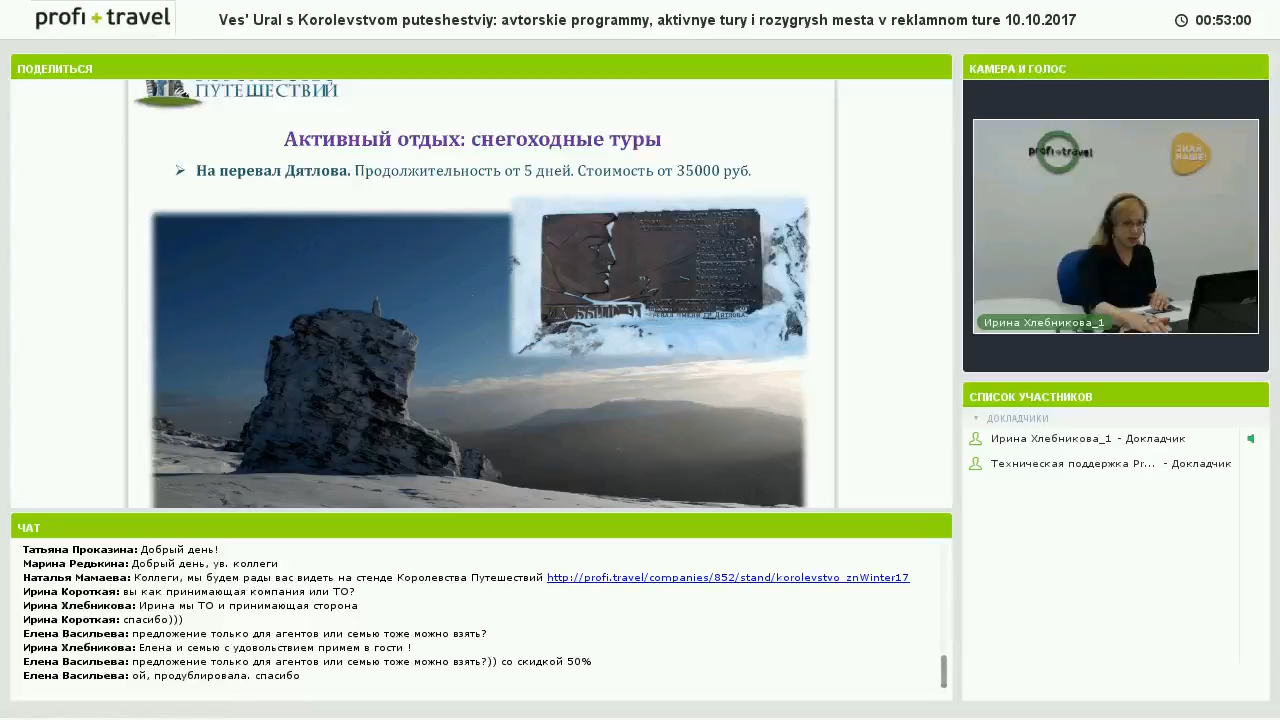 profi + travel
Ves' Ural s Korolevstvom puteshestviy: avtorskie programmy, aktivnye tury i rozygrysh mesta v reklamnom ture 10.10.2017
00:53:00
ПОДЕЛИТЬСЯ
ПУТЕШЕСТВИЙ
Активный отдых: снегоходные туры
➢ На перевал Дятлова. Продолжительность от 5 дней. Стоимость от 35000 руб.
КАМЕРА И ГОЛОС
profi+travel
ЗНАЙ
НАШЕ!
Ирина Хлебникова_1
СПИСОК УЧАСТНИКОВ
ДОКЛАДЧИКИ
Ирина Хлебникова_1 - Докладчик
Техническая поддержка Pr... - Докладчик
ЧАТ
Татьяна Проказина: Добрый день!
Марина Редькина: Добрый день, ув. коллеги
Наталья Мамаева: Коллеги, мы будем рады вас видеть на стенде Королевства Путешествий http://profi.travel/companies/852/stand/korolevstvo_znWinter17
Ирина Короткая: вы как принимающая компания или ТО?
Ирина Хлебникова: Ирина мы ТО и принимающая сторона
Ирина Короткая: спасибо)))
Елена Васильева: предложение только для агентов или семью тоже можно взять?
Ирина Хлебникова: Елена и семью с удовольствием примем в гости !
Елена Васильева: предложение только для агентов или семью тоже можно взять?)) со скидкой 50%
Елена Васильева: ой, продублировала. спасибо